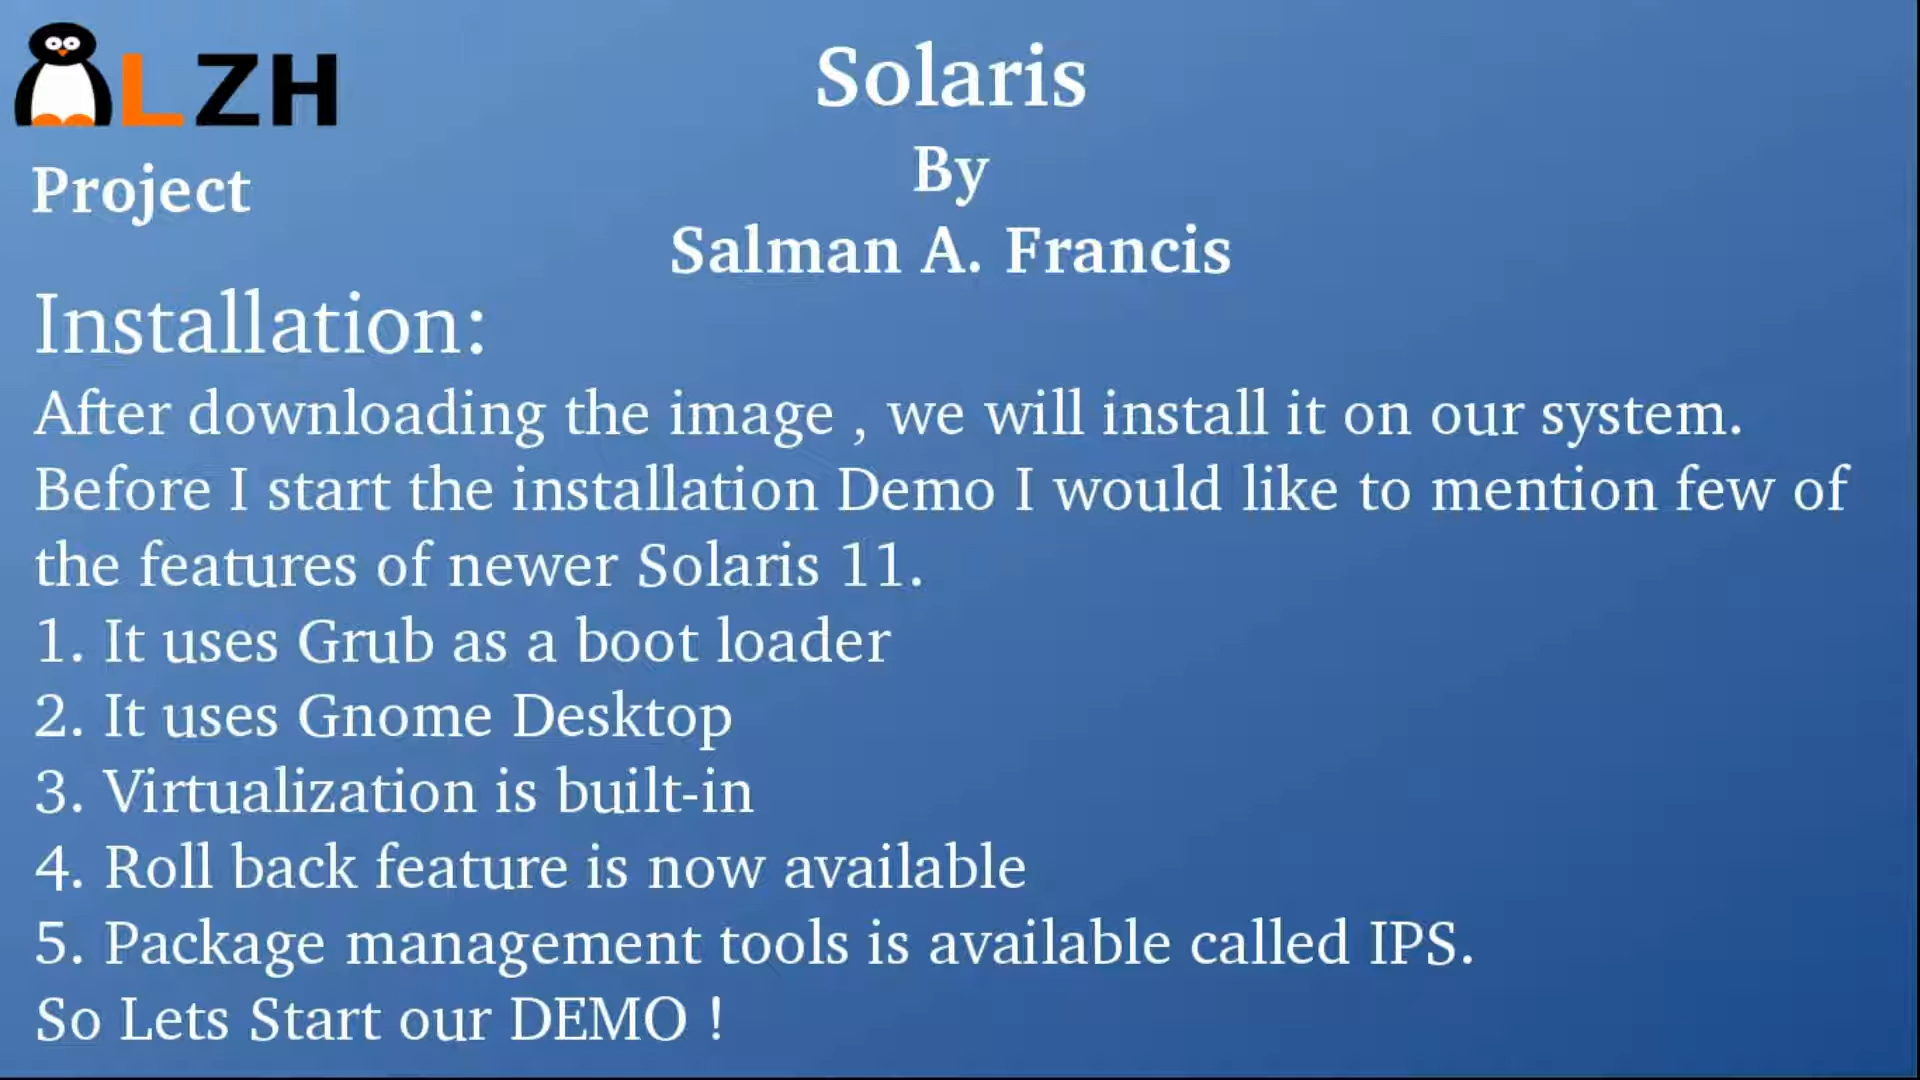 LZH
Project
Solaris
By
Salman A. Francis
Installation:
After downloading the image , we will install it on our system.
Before I start the installation Demo I would like to mention few of
the features of newer Solaris 11.
1. It uses Grub as a boot loader
2. It uses Gnome Desktop
3. Virtualization is built-in
4. Roll back feature is now available
5. Package management tools is available called IPS.
So Lets Start our DEMO !